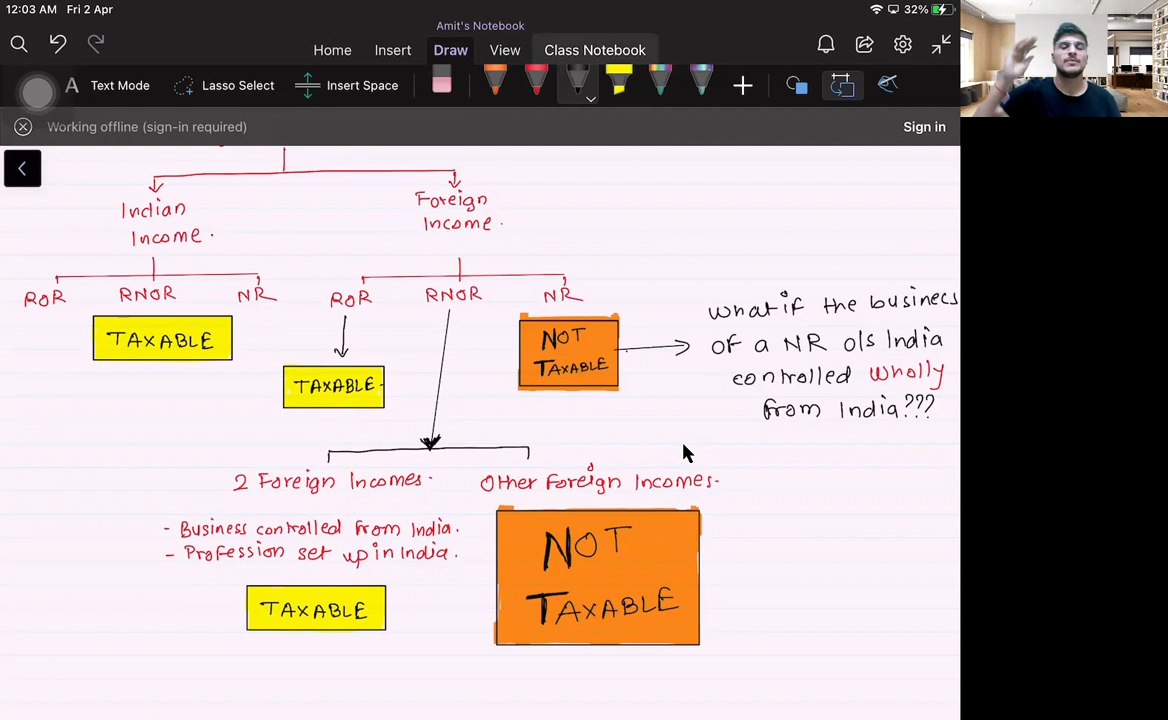 12:03 AM Fri 2 Apr
32%
Amit's Notebook
Home Insert Draw View Class Notebook
A Text Mode Lasso Select Insert Space
Working offline (sign-in required) Sign in
Indian Income.
Foreign Income.
ROR RNOR NR
ROR RNOR NR
TAXABLE
TAXABLE.
NOT
TAXABLE
What if the business
of a NR o/s India
controlled wholly
from India???
2 Foreign Incomes.
- Business controlled from India.
- Profession set up in India.
TAXABLE
Other Foreign Incomes.
NOT
TAXABLE